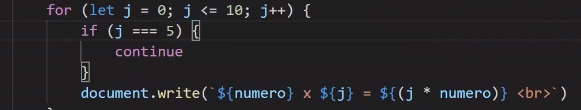 for (let j = 0; j <= 10; j++) {
if (j === 5) {
continue
}
document.write(`${numero} x ${j} = ${(j * numero)} <br>`)